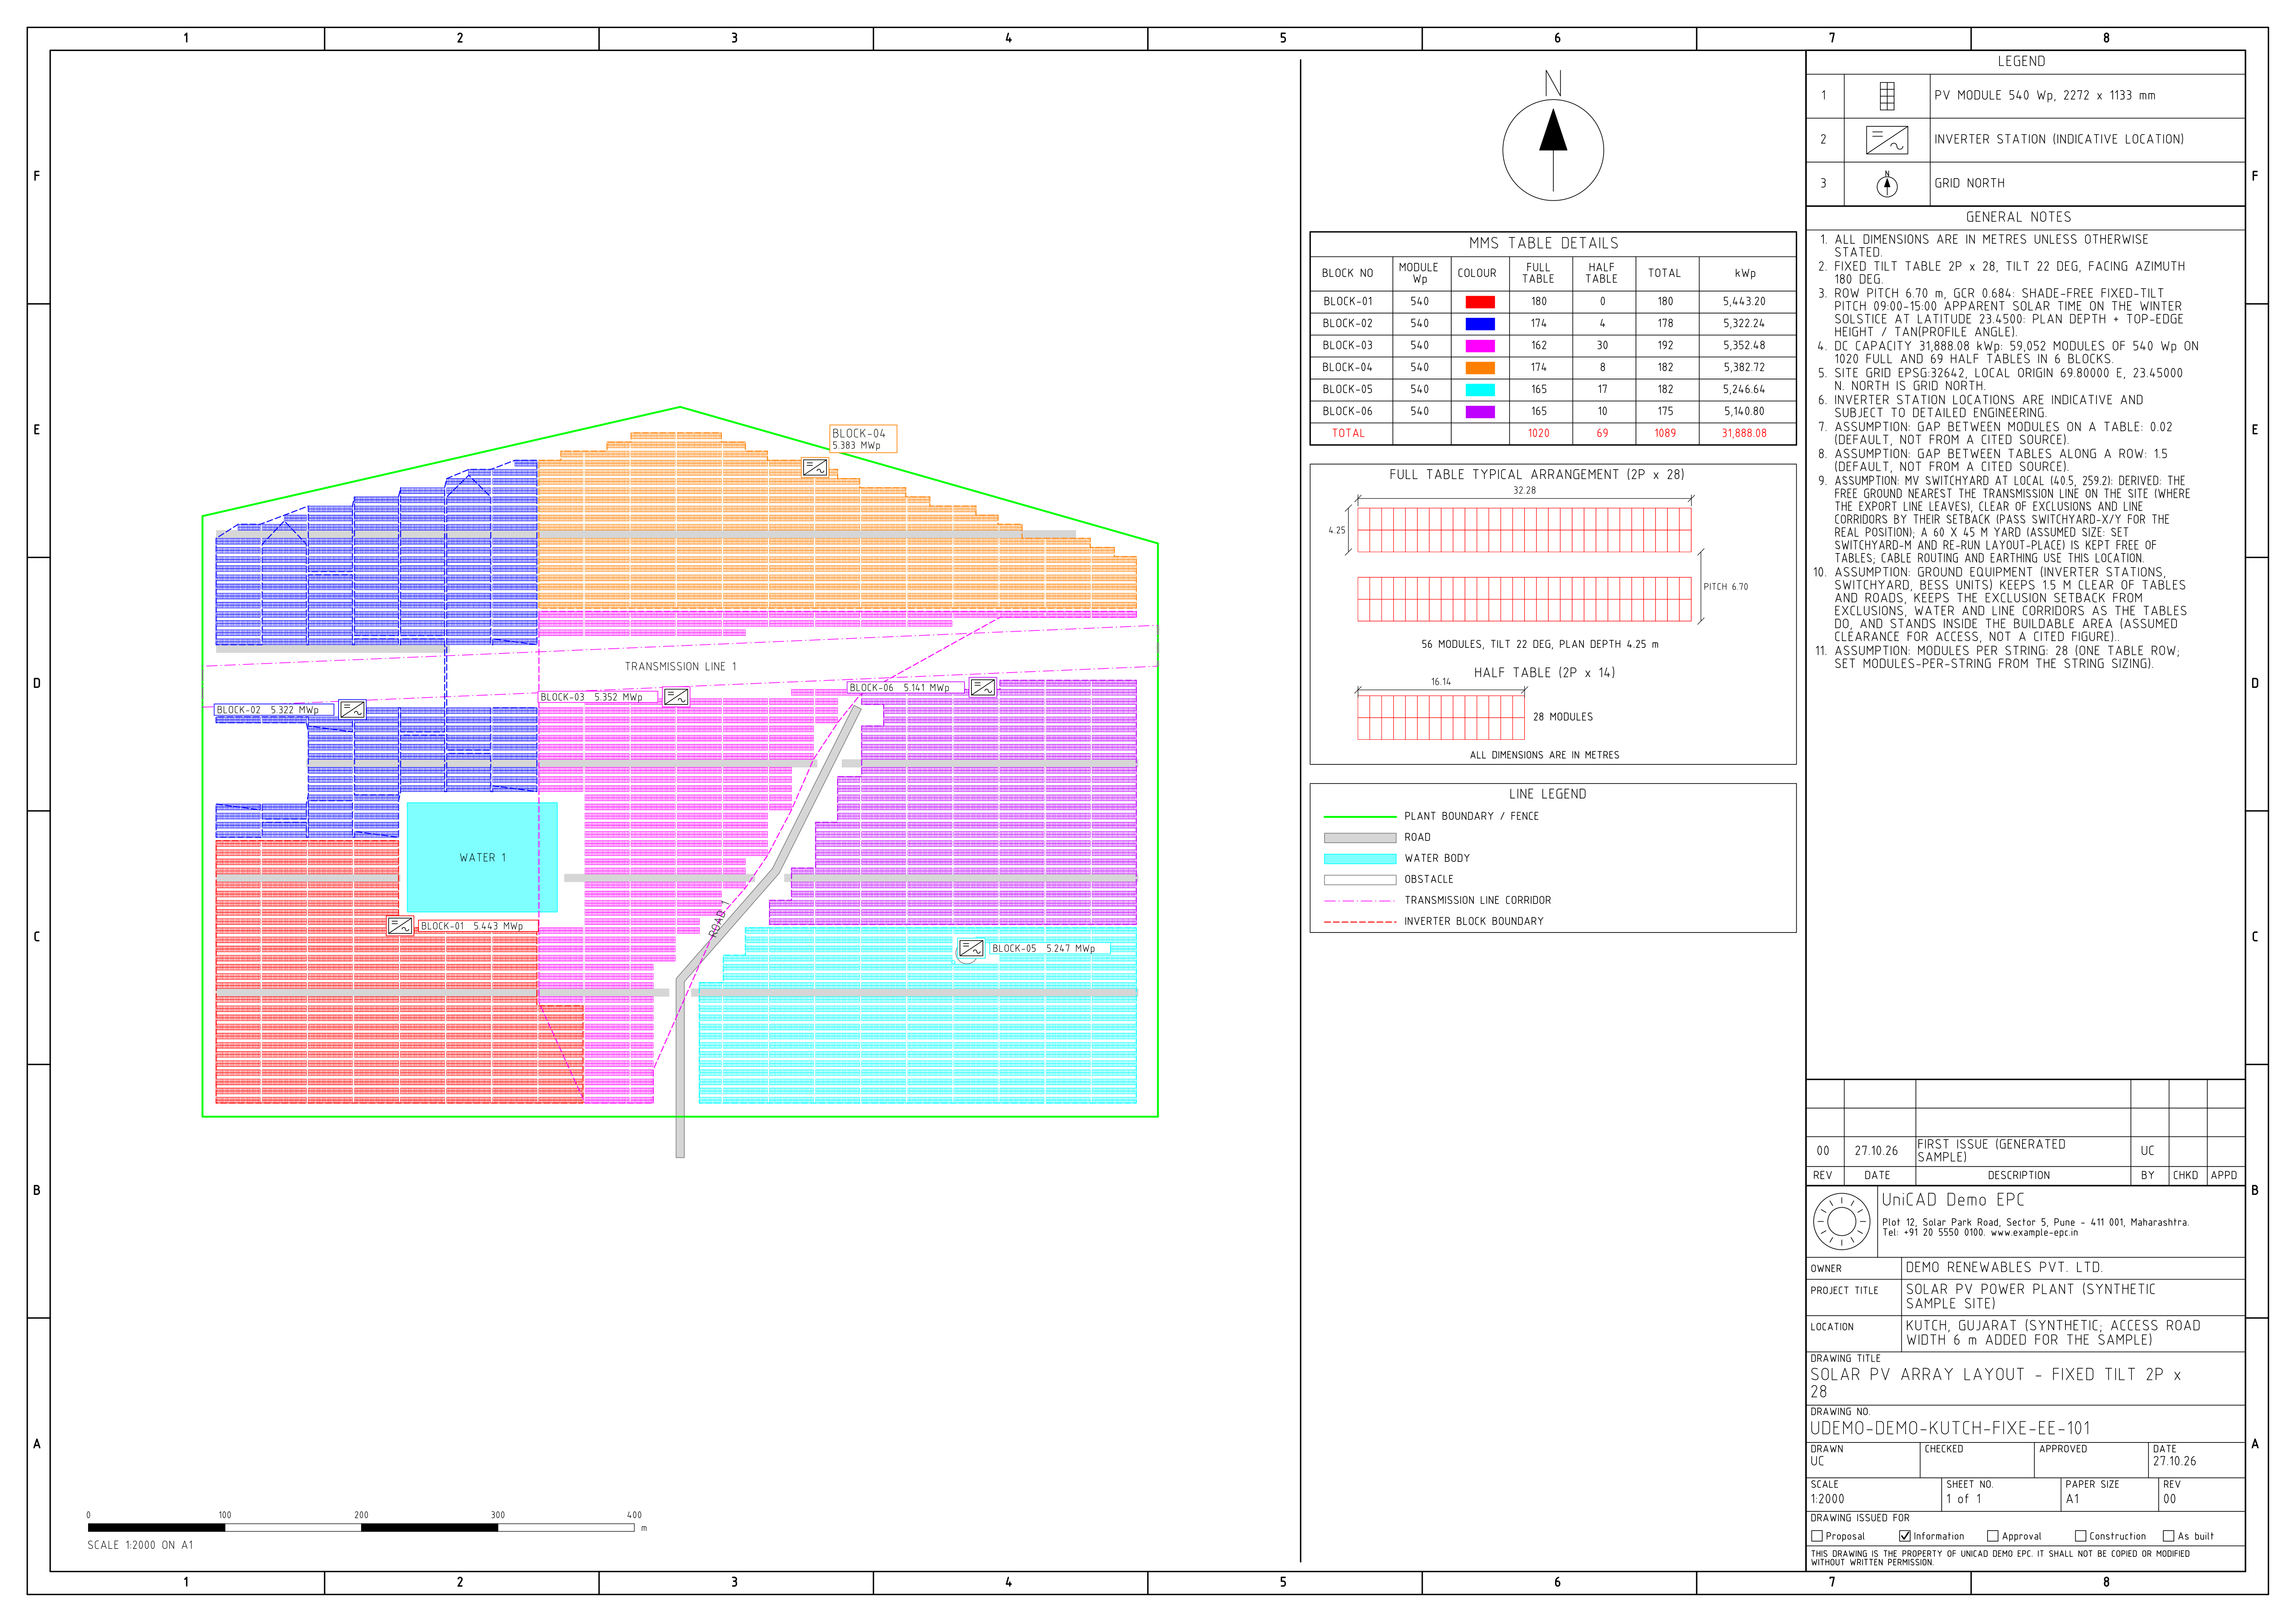 1 2 3 4 5 6 7 8
F
E
D
C
B
A
N
BLOCK-04
5.383 MWp
TRANSMISSION LINE 1
BLOCK-06 5.141 MWp
BLOCK-03 5.352 MWp
BLOCK-02 5.322 MWp
WATER 1
ROAD 1
BLOCK-01 5.443 MWp
BLOCK-05 5.247 MWp
0 100 200 300 400 m
SCALE 1:2000 ON A1
MMS TABLE DETAILS
BLOCK NO MODULE Wp COLOUR FULL TABLE HALF TABLE TOTAL kWp
BLOCK-01 540 180 0 180 5,443.20
BLOCK-02 540 174 4 178 5,322.24
BLOCK-03 540 162 30 192 5,352.48
BLOCK-04 540 174 8 182 5,382.72
BLOCK-05 540 165 17 182 5,246.64
BLOCK-06 540 165 10 175 5,140.80
TOTAL 1020 69 1089 31,888.08
FULL TABLE TYPICAL ARRANGEMENT (2P x 28)
32.28
4.25
PITCH 6.70
56 MODULES, TILT 22 DEG, PLAN DEPTH 4.25 m
HALF TABLE (2P x 14)
16.14
28 MODULES
ALL DIMENSIONS ARE IN METRES
LINE LEGEND
PLANT BOUNDARY / FENCE
ROAD
WATER BODY
OBSTACLE
TRANSMISSION LINE CORRIDOR
INVERTER BLOCK BOUNDARY
LEGEND
1 PV MODULE 540 Wp, 2272 x 1133 mm
2 INVERTER STATION (INDICATIVE LOCATION)
3 N GRID NORTH
GENERAL NOTES
1. ALL DIMENSIONS ARE IN METRES UNLESS OTHERWISE
STATED.
2. FIXED TILT TABLE 2P x 28, TILT 22 DEG, FACING AZIMUTH
180 DEG.
3. ROW PITCH 6.70 m, GCR 0.684: SHADE-FREE FIXED-TILT
PITCH 09:00-15:00 APPARENT SOLAR TIME ON THE WINTER
SOLSTICE AT LATITUDE 23.4500: PLAN DEPTH + TOP-EDGE
HEIGHT / TAN(PROFILE ANGLE).
4. DC CAPACITY 31,888.08 kWp: 59,052 MODULES OF 540 Wp ON
1020 FULL AND 69 HALF TABLES IN 6 BLOCKS.
5. SITE GRID EPSG:32642, LOCAL ORIGIN 69.80000 E, 23.45000
N. NORTH IS GRID NORTH.
6. INVERTER STATION LOCATIONS ARE INDICATIVE AND
SUBJECT TO DETAILED ENGINEERING.
7. ASSUMPTION: GAP BETWEEN MODULES ON A TABLE: 0.02
(DEFAULT, NOT FROM A CITED SOURCE).
8. ASSUMPTION: GAP BETWEEN TABLES ALONG A ROW: 1.5
(DEFAULT, NOT FROM A CITED SOURCE).
9. ASSUMPTION: MV SWITCHYARD AT LOCAL (40.5, 259.2): DERIVED: THE
FREE GROUND NEAREST THE TRANSMISSION LINE ON THE SITE (WHERE
THE EXPORT LINE LEAVES), CLEAR OF EXCLUSIONS AND LINE
CORRIDORS BY THEIR SETBACK (PASS SWITCHYARD-X/Y FOR THE
REAL POSITION); A 60 X 45 M YARD (ASSUMED SIZE: SET
SWITCHYARD-M AND RE-RUN LAYOUT-PLACE) IS KEPT FREE OF
TABLES; CABLE ROUTING AND EARTHING USE THIS LOCATION.
10. ASSUMPTION: GROUND EQUIPMENT (INVERTER STATIONS,
SWITCHYARD, BESS UNITS) KEEPS 1.5 M CLEAR OF TABLES
AND ROADS, KEEPS THE EXCLUSION SETBACK FROM
EXCLUSIONS, WATER AND LINE CORRIDORS AS THE TABLES
DO, AND STANDS INSIDE THE BUILDABLE AREA (ASSUMED
CLEARANCE FOR ACCESS, NOT A CITED FIGURE)..
11. ASSUMPTION: MODULES PER STRING: 28 (ONE TABLE ROW;
SET MODULES-PER-STRING FROM THE STRING SIZING).
00 27.10.26 FIRST ISSUE (GENERATED
SAMPLE) UC
REV DATE DESCRIPTION BY CHKD APPD
UniCAD Demo EPC
Plot 12, Solar Park Road, Sector 5, Pune - 411 001, Maharashtra.
Tel: +91 20 5550 0100. www.example-epc.in
OWNER DEMO RENEWABLES PVT. LTD.
PROJECT TITLE SOLAR PV POWER PLANT (SYNTHETIC
SAMPLE SITE)
LOCATION KUTCH, GUJARAT (SYNTHETIC; ACCESS ROAD
WIDTH 6 m ADDED FOR THE SAMPLE)
DRAWING TITLE
SOLAR PV ARRAY LAYOUT - FIXED TILT 2P x
28
DRAWING NO.
UDEMO-DEMO-KUTCH-FIXE-EE-101
DRAWN CHECKED APPROVED DATE
UC 27.10.26
SCALE SHEET NO. PAPER SIZE REV
1:2000 1 of 1 A1 00
DRAWING ISSUED FOR
Proposal Information Approval Construction As built
THIS DRAWING IS THE PROPERTY OF UNICAD DEMO EPC. IT SHALL NOT BE COPIED OR MODIFIED
WITHOUT WRITTEN PERMISSION.
F
E
D
C
B
A
1 2 3 4 5 6 7 8